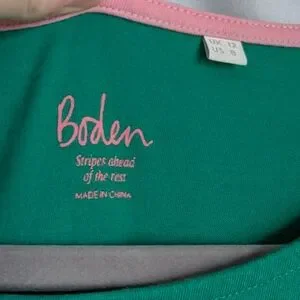 UK 12
US 8
Boden
Stripes ahead
of the rest
MADE IN CHINA